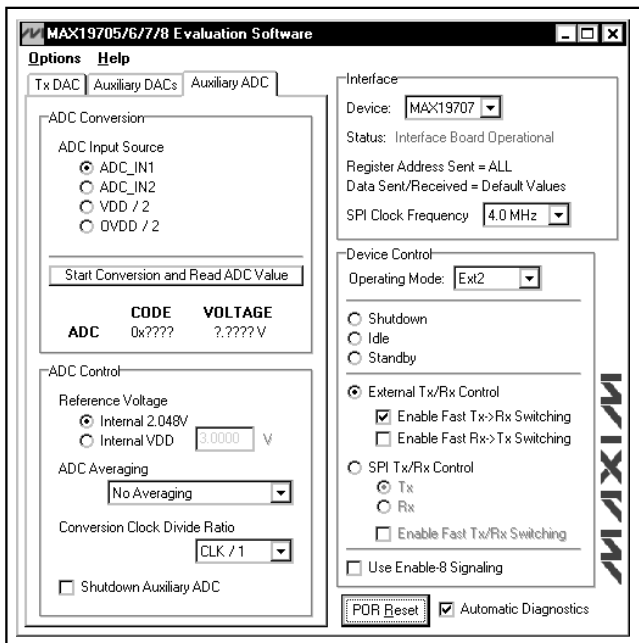 MAX19705/6/7/8 Evaluation Software
Options Help
Tx DAC Auxiliary DACs Auxiliary ADC
ADC Conversion
ADC Input Source
ADC_IN1
ADC_IN2
VDD / 2
OVDD / 2
Start Conversion and Read ADC Value
CODE VOLTAGE
ADC 0x???? ?.???? V
ADC Control
Reference Voltage
Internal 2.048V
Internal VDD 3.0000 V
ADC Averaging
No Averaging
Conversion Clock Divide Ratio
CLK / 1
Shutdown Auxiliary ADC
Interface
Device: MAX19707
Status: Interface Board Operational
Register Address Sent = ALL
Data Sent/Received = Default Values
SPI Clock Frequency 4.0 MHz
Device Control
Operating Mode: Ext2
Shutdown
Idle
Standby
External Tx/Rx Control
Enable Fast Tx->Rx Switching
Enable Fast Rx->Tx Switching
SPI Tx/Rx Control
Tx
Rx
Enable Fast Tx/Rx Switching
Use Enable-8 Signaling
POR Reset Automatic Diagnostics
MAXIM